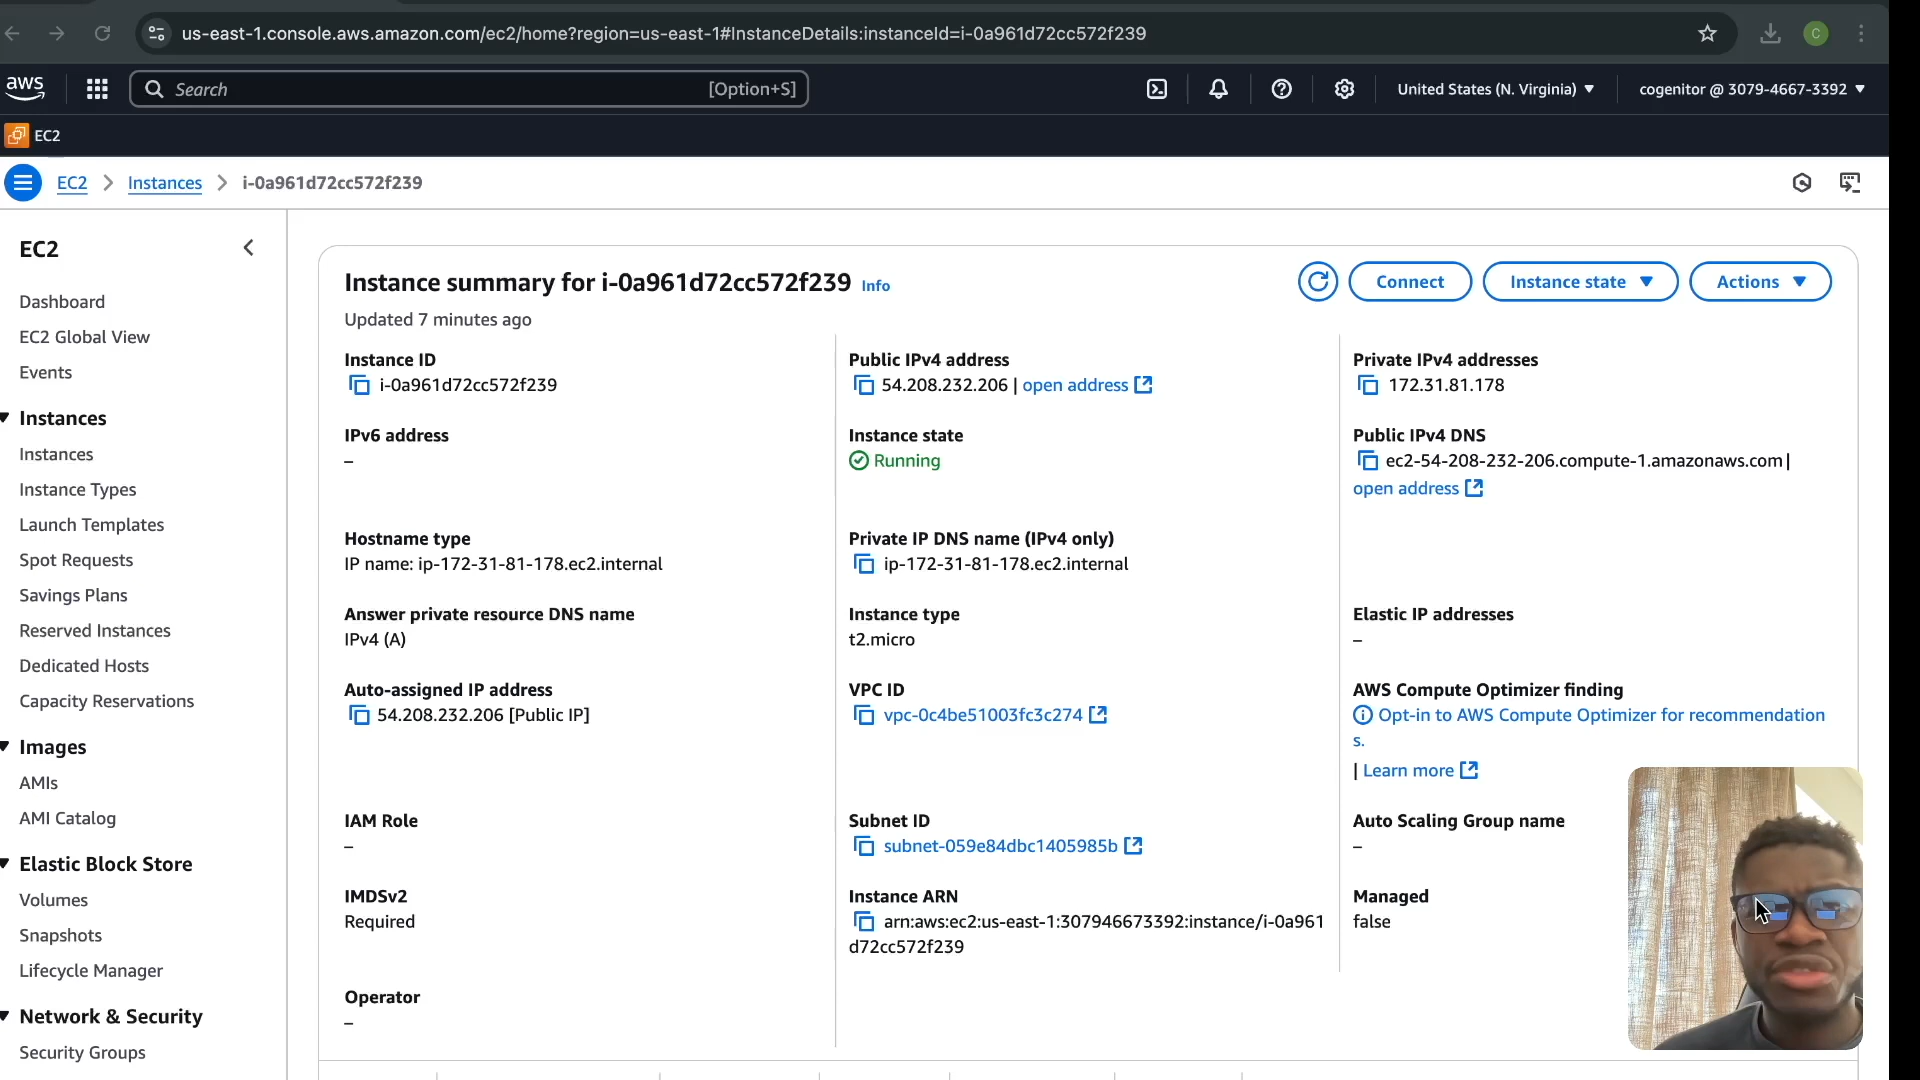 us-east-1.console.aws.amazon.com/ec2/home?region=us-east-1#InstanceDetails:instanceId=i-0a961d72cc572f239
C
aws
Search
[Option+S]
United States (N. Virginia)
cogenitor @ 3079-4667-3392
EC2
EC2
Instances
i-0a961d72cc572f239
EC2
Dashboard
EC2 Global View
Events
Instances
Instances
Instance Types
Launch Templates
Spot Requests
Savings Plans
Reserved Instances
Dedicated Hosts
Capacity Reservations
Images
AMIs
AMI Catalog
Elastic Block Store
Volumes
Snapshots
Lifecycle Manager
Network & Security
Security Groups
Instance summary for i-0a961d72cc572f239 Info
Updated 7 minutes ago
Connect
Instance state
Actions
Instance ID
i-0a961d72cc572f239
Public IPv4 address
54.208.232.206 | open address
Private IPv4 addresses
172.31.81.178
IPv6 address
–
Instance state
Running
Public IPv4 DNS
ec2-54-208-232-206.compute-1.amazonaws.com |
open address
Hostname type
IP name: ip-172-31-81-178.ec2.internal
Private IP DNS name (IPv4 only)
ip-172-31-81-178.ec2.internal
Answer private resource DNS name
IPv4 (A)
Instance type
t2.micro
Elastic IP addresses
–
Auto-assigned IP address
54.208.232.206 [Public IP]
VPC ID
vpc-0c4be51003fc3c274
AWS Compute Optimizer finding
Opt-in to AWS Compute Optimizer for recommendation
s.
| Learn more
IAM Role
–
Subnet ID
subnet-059e84dbc1405985b
Auto Scaling Group name
–
IMDSv2
Required
Instance ARN
arn:aws:ec2:us-east-1:307946673392:instance/i-0a961
d72cc572f239
Managed
false
Operator
–